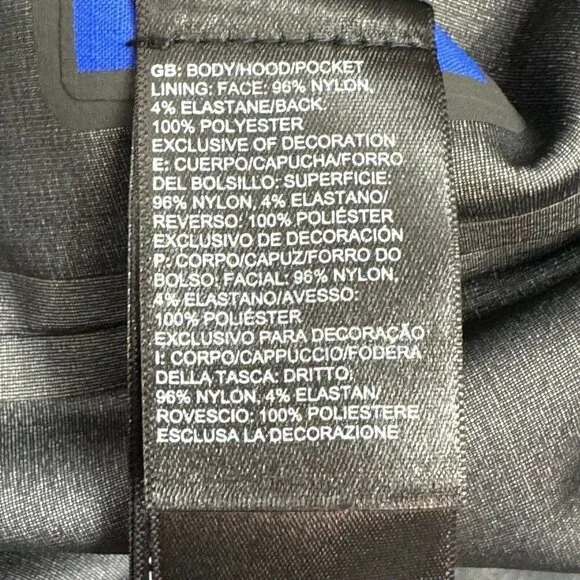 GB: BODY/HOOD/POCKET
LINING: FACE: 96% NYLON,
4% ELASTANE/BACK:
100% POLYESTER
EXCLUSIVE OF DECORATION
E: CUERPO/CAPUCHA/FORRO
DEL BOLSILLO: SUPERFICIE:
96% NYLON, 4% ELASTANO/
REVERSO: 100% POLIÉSTER
EXCLUSIVO DE DECORACIÓN
P: CORPO/CAPUZ/FORRO DO
BOLSO: FACIAL: 96% NYLON,
4% ELASTANO/AVESSO:
100% POLIÉSTER
EXCLUSIVO PARA DECORAÇÃO
I: CORPO/CAPPUCCIO/FODERA
DELLA TASCA: DRITTO:
96% NYLON, 4% ELASTAN/
ROVESCIO: 100% POLIESTERE
ESCLUSA LA DECORAZIONE